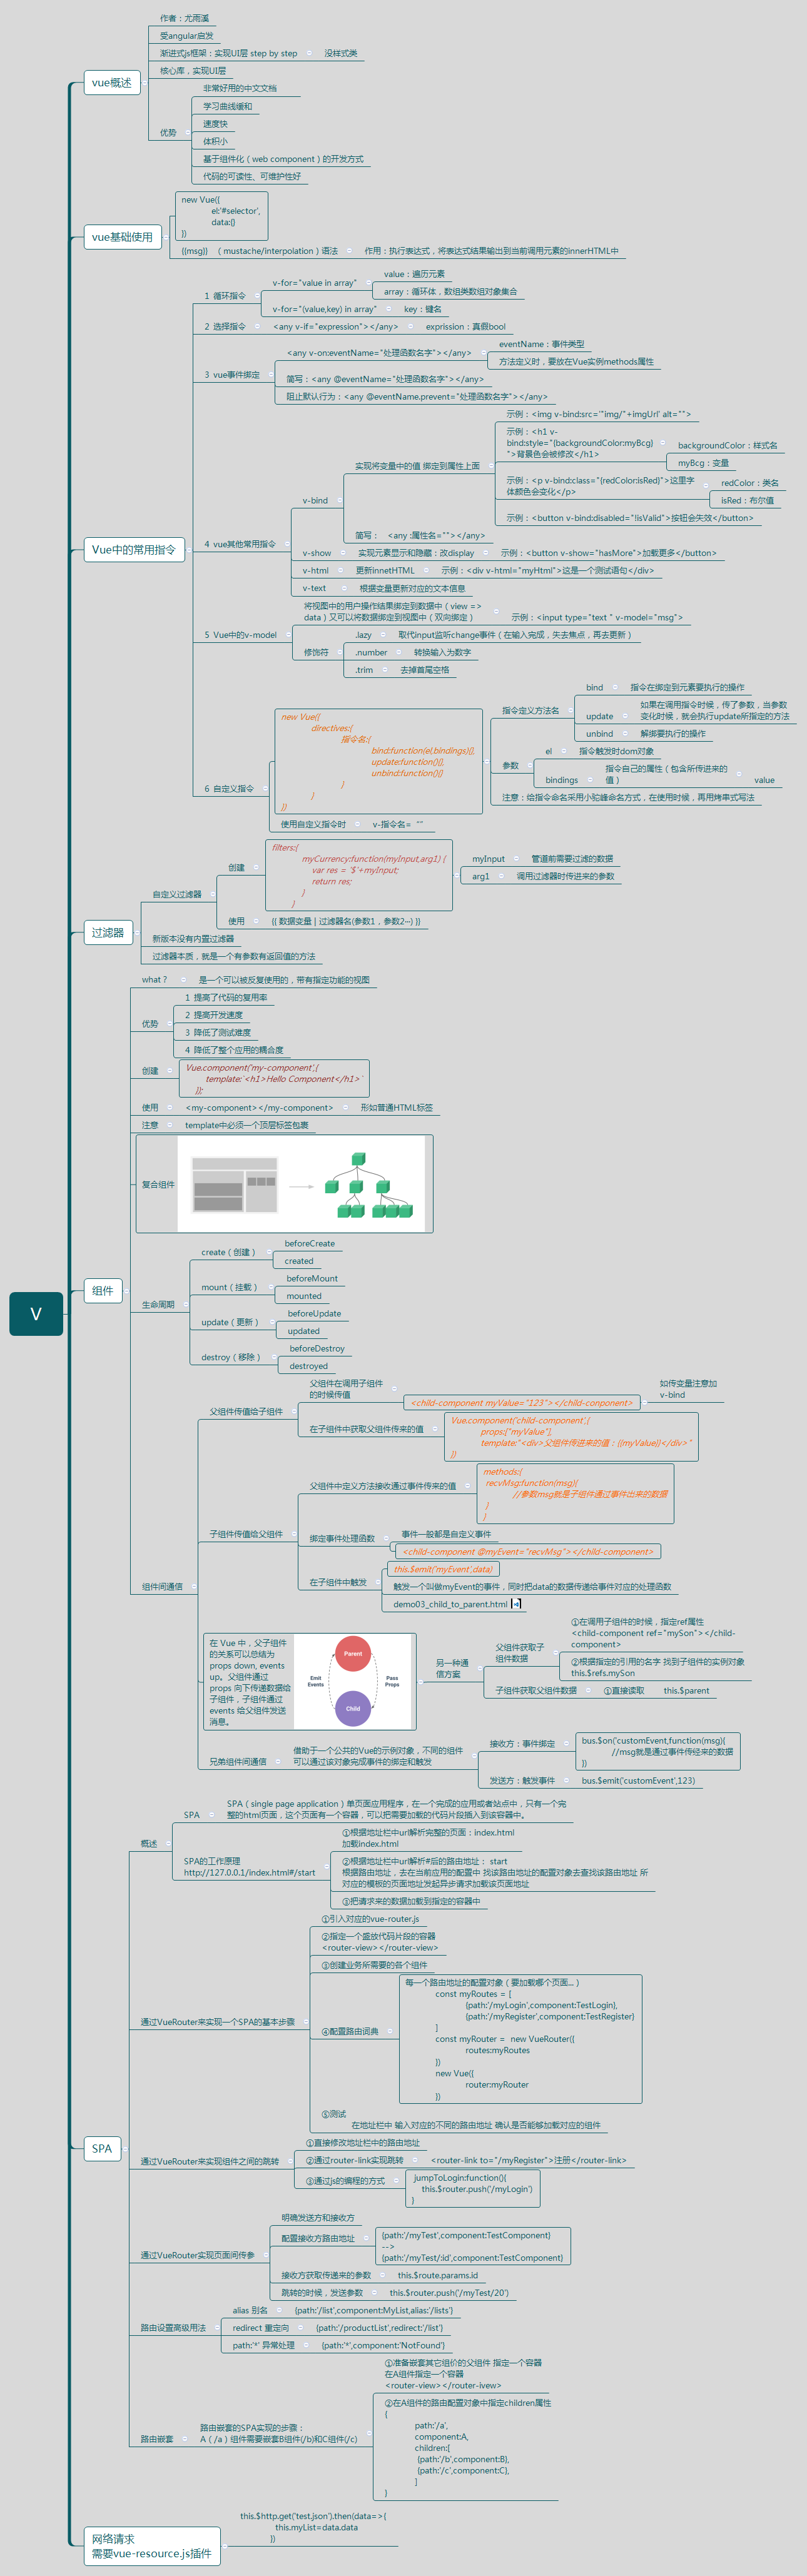 V
vue概述
作者：尤雨溪
受angular启发
渐进式js框架：实现UI层 step by step
没样式类
核心库，实现UI层
优势
非常好用的中文文档
学习曲线缓和
速度快
体积小
基于组件化（web component）的开发方式
代码的可读性、可维护性好
vue基础使用
new Vue({
el:'#selector',
data:{}
})
{{msg}} （mustache/interpolation）语法
作用：执行表达式，将表达式结果输出到当前调用元素的innerHTML中
Vue中的常用指令
1 循环指令
v-for="value in array"
value：遍历元素
array：循环体，数组类数组对象集合
v-for="(value,key) in array"
key：键名
2 选择指令
<any v-if="expression"></any>
exprission：真假bool
3 vue事件绑定
<any v-on:eventName="处理函数名字"></any>
eventName：事件类型
方法定义时，要放在Vue实例methods属性
简写：<any @eventName="处理函数名字"></any>
阻止默认行为：<any @eventName.prevent="处理函数名字"></any>
4 vue其他常用指令
v-bind
实现将变量中的值 绑定到属性上面
示例：<img v-bind:src='"img/"+imgUrl' alt="">
示例：<h1 v-
bind:style="{backgroundColor:myBcg}
">背景色会被修改</h1>
backgroundColor：样式名
myBcg：变量
示例：<p v-bind:class="{redColor:isRed}">这里字
体颜色会变化</p>
redColor：类名
isRed：布尔值
示例：<button v-bind:disabled="!isValid">按钮会失效</button>
简写： <any :属性名=""></any>
v-show
实现元素显示和隐藏：改display
示例：<button v-show="hasMore">加载更多</button>
v-html
更新innetHTML
示例：<div v-html="myHtml">这是一个测试语句</div>
v-text
根据变量更新对应的文本信息
5 Vue中的v-model
将视图中的用户操作结果绑定到数据中（view =>
data）又可以将数据绑定到视图中（双向绑定）
示例：<input type="text " v-model="msg">
修饰符
.lazy
取代input监听change事件（在输入完成，失去焦点，再去更新）
.number
转换输入为数字
.trim
去掉首尾空格
6 自定义指令
new Vue({
directives:{
指令名:{
bind:function(el,bindings){},
update:function(){},
unbind:function(){}
}
}
})
指令定义方法名
bind
指令在绑定到元素要执行的操作
update
如果在调用指令时候，传了参数，当参数
变化时候，就会执行update所指定的方法
unbind
解绑要执行的操作
参数
el
指令触发时dom对象
bindings
指令自己的属性（包含所传进来的
值）
value
注意：给指令命名采用小驼峰命名方式，在使用时候，再用烤串式写法
使用自定义指令时
v-指令名= ""
过滤器
自定义过滤器
创建
filters:{
myCurrency:function(myInput,arg1) {
var res = '$'+myInput;
return res;
}
}
myInput
管道前需要过滤的数据
arg1
调用过滤器时传进来的参数
使用
{{ 数据变量 | 过滤器名(参数1，参数2···) }}
新版本没有内置过滤器
过滤器本质，就是一个有参数有返回值的方法
组件
what？
是一个可以被反复使用的，带有指定功能的视图
优势
1 提高了代码的复用率
2 提高开发速度
3 降低了测试难度
4 降低了整个应用的耦合度
创建
Vue.component('my-component',{
template:`<h1>Hello Component</h1>`
});
使用
<my-component></my-component>
形如普通HTML标签
注意
template中必须一个顶层标签包裹
复合组件
生命周期
create（创建）
beforeCreate
created
mount（挂载）
beforeMount
mounted
update（更新）
beforeUpdate
updated
destroy（移除）
beforeDestroy
destroyed
组件间通信
父组件传值给子组件
父组件在调用子组件
的时候传值
<child-component myValue="123"></child-conponent>
如传变量注意加
v-bind
在子组件中获取父组件传来的值
Vue.component('child-component',{
props:["myValue"],
template:"<div>父组件传进来的值：{{myValue}}</div>"
})
子组件传值给父组件
父组件中定义方法接收通过事件传来的值
methods:{
recvMsg:function(msg){
//参数msg就是子组件通过事件出来的数据
}
}
绑定事件处理函数
事件一般都是自定义事件
<child-component @myEvent="recvMsg"></child-component>
在子组件中触发
this.$emit('myEvent',data)
触发一个叫做myEvent的事件，同时把data的数据传递给事件对应的处理函数
demo03_child_to_parent.html
在 Vue 中，父子组件
的关系可以总结为
props down, events
up。父组件通过
props 向下传递数据给
子组件，子组件通过
events 给父组件发送
消息。
Parent
Emit
Events
Pass
Props
Child
另一种通
信方案
父组件获取子
组件数据
①在调用子组件的时候，指定ref属性
<child-component ref="mySon"></child-
component>
②根据指定的引用的名字 找到子组件的实例对象
this.$refs.mySon
子组件获取父组件数据
①直接读取 this.$parent
兄弟组件间通信
借助于一个公共的Vue的示例对象，不同的组件
可以通过该对象完成事件的绑定和触发
接收方：事件绑定
bus.$on('customEvent,function(msg){
//msg就是通过事件传经来的数据
})
发送方：触发事件
bus.$emit('customEvent',123)
SPA
概述
SPA
SPA（single page application）单页面应用程序，在一个完成的应用或者站点中，只有一个完
整的html页面，这个页面有一个容器，可以把需要加载的代码片段插入到该容器中。
SPA的工作原理
http://127.0.0.1/index.html#/start
①根据地址栏中url解析完整的页面：index.html
加载index.html
②根据地址栏中url解析#后的路由地址： start
根据路由地址，去在当前应用的配置中 找该路由地址的配置对象去查找该路由地址 所
对应的模板的页面地址发起异步请求加载该页面地址
③把请求来的数据加载到指定的容器中
通过VueRouter来实现一个SPA的基本步骤
①引入对应的vue-router.js
②指定一个盛放代码片段的容器
<router-view></router-view>
③创建业务所需要的各个组件
④配置路由词典
每一个路由地址的配置对象（要加载哪个页面...）
const myRoutes = [
{path:'/myLogin',component:TestLogin},
{path:'/myRegister',component:TestRegister}
]
const myRouter = new VueRouter({
routes:myRoutes
})
new Vue({
router:myRouter
})
⑤测试
在地址栏中 输入对应的不同的路由地址 确认是否能够加载对应的组件
通过VueRouter来实现组件之间的跳转
①直接修改地址栏中的路由地址
②通过router-link实现跳转
<router-link to="/myRegister">注册</router-link>
③通过js的编程的方式
jumpToLogin:function(){
this.$router.push('/myLogin')
}
通过VueRouter实现页面间传参
明确发送方和接收方
配置接收方路由地址
{path:'/myTest',component:TestComponent}
-->
{path:'/myTest/:id',component:TestComponent}
接收方获取传递来的参数
this.$route.params.id
跳转的时候，发送参数
this.$router.push('/myTest/20')
路由设置高级用法
alias 别名
{path:'/list',component:MyList,alias:'/lists'}
redirect 重定向
{path:'/productList',redirect:'/list'}
path:'*' 异常处理
{path:'*',component:'NotFound'}
路由嵌套
路由嵌套的SPA实现的步骤：
A（/a）组件需要嵌套B组件(/b)和C组件(/c)
①准备嵌套其它组价的父组件 指定一个容器
在A组件指定一个容器
<router-view></router-ivew>
②在A组件的路由配置对象中指定children属性
{
path:'/a',
component:A,
children:[
{path:'/b',component:B},
{path:'/c',component:C},
]
}
网络请求
需要vue-resource.js插件
this.$http.get('test.json').then(data=>{
this.myList=data.data
})